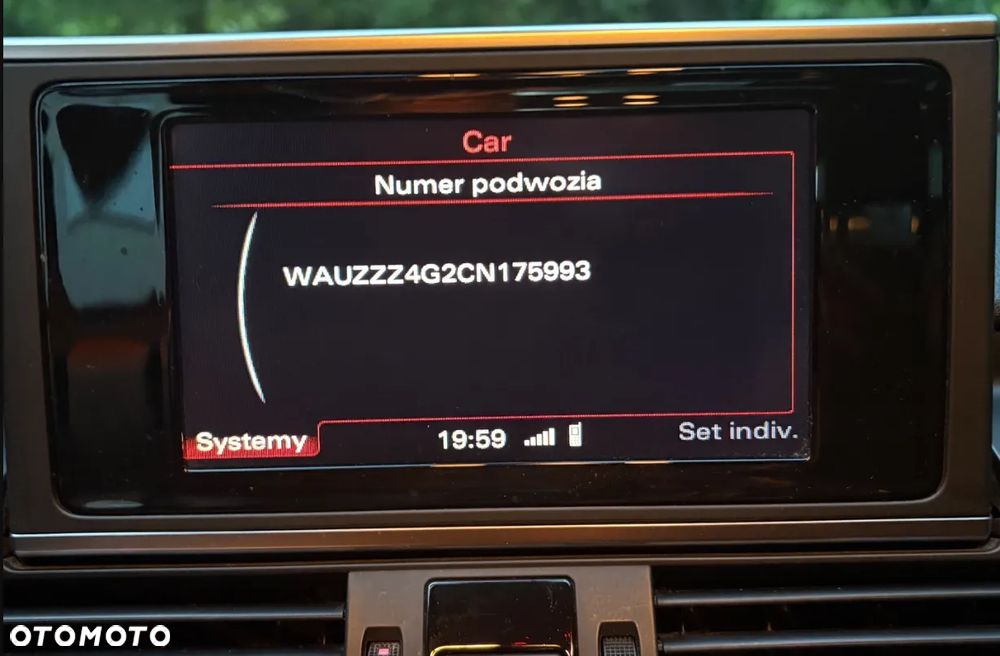 Car
Numer podwozia
WAUZZZ4G2CN175993
Systemy
19:59
Set indiv.
OTOMOTO